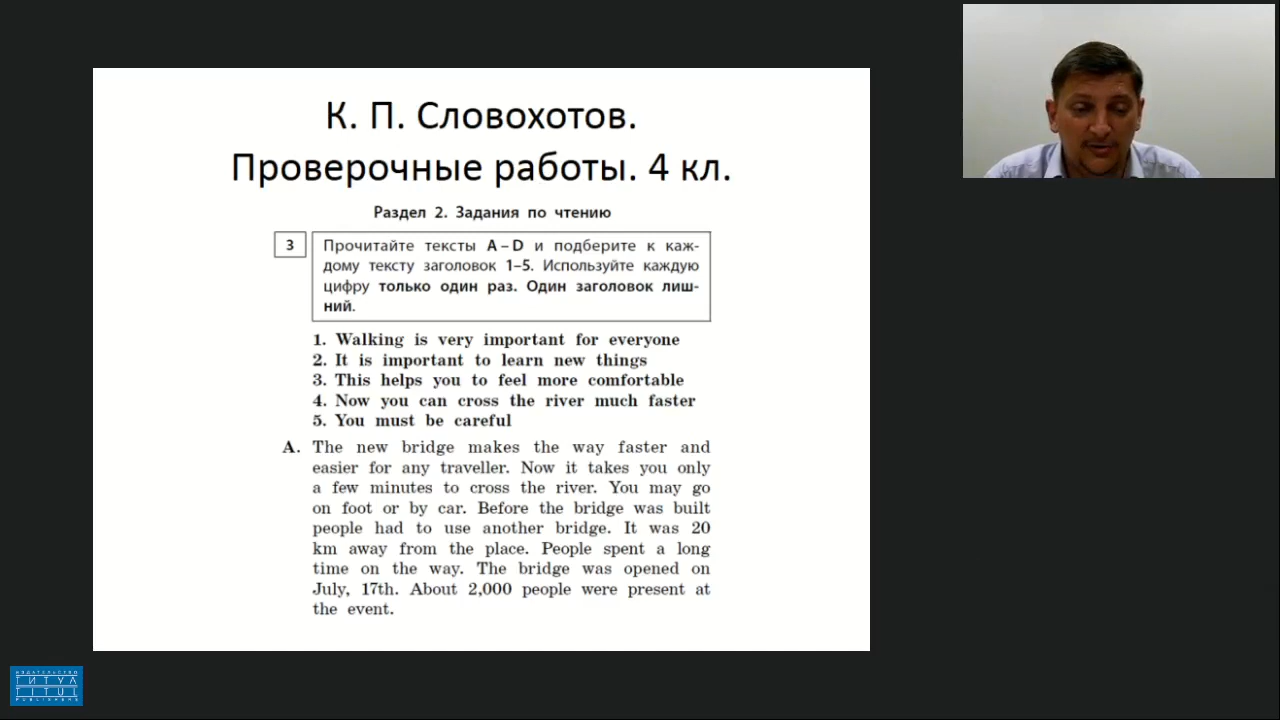 К. П. Словохотов.
Проверочные работы. 4 кл.
Раздел 2. Задания по чтению
3
Прочитайте тексты A – D и подберите к каж-
дому тексту заголовок 1–5. Используйте каждую
цифру только один раз. Один заголовок лиш-
ний.
1. Walking is very important for everyone
2. It is important to learn new things
3. This helps you to feel more comfortable
4. Now you can cross the river much faster
5. You must be careful
A. The new bridge makes the way faster and
easier for any traveller. Now it takes you only
a few minutes to cross the river. You may go
on foot or by car. Before the bridge was built
people had to use another bridge. It was 20
km away from the place. People spent a long
time on the way. The bridge was opened on
July, 17th. About 2,000 people were present at
the event.
ИЗДАТЕЛЬСТВО
ТИТУЛ
TITUL
PUBLISHERS